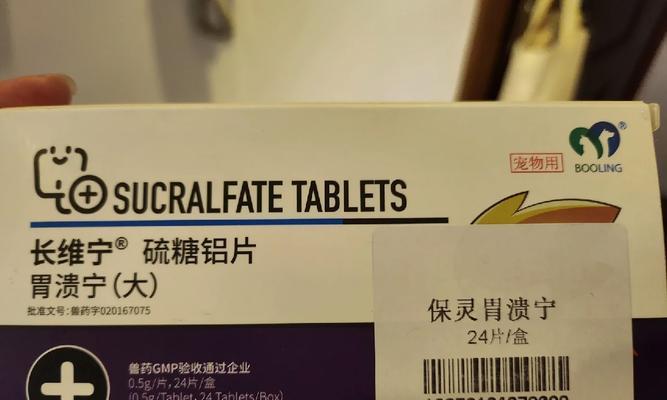 宠物用
BOOLING
SUCRALFATE TABLETS
长维宁® 硫糖铝片
胃溃宁(大)
批准文号:兽药字020167075
保灵胃溃宁
24片/盒
兽药GMP验收通过企业
0.5g/片,24片/盒
(0.5g/Tablet, 24 Tablets/Box)